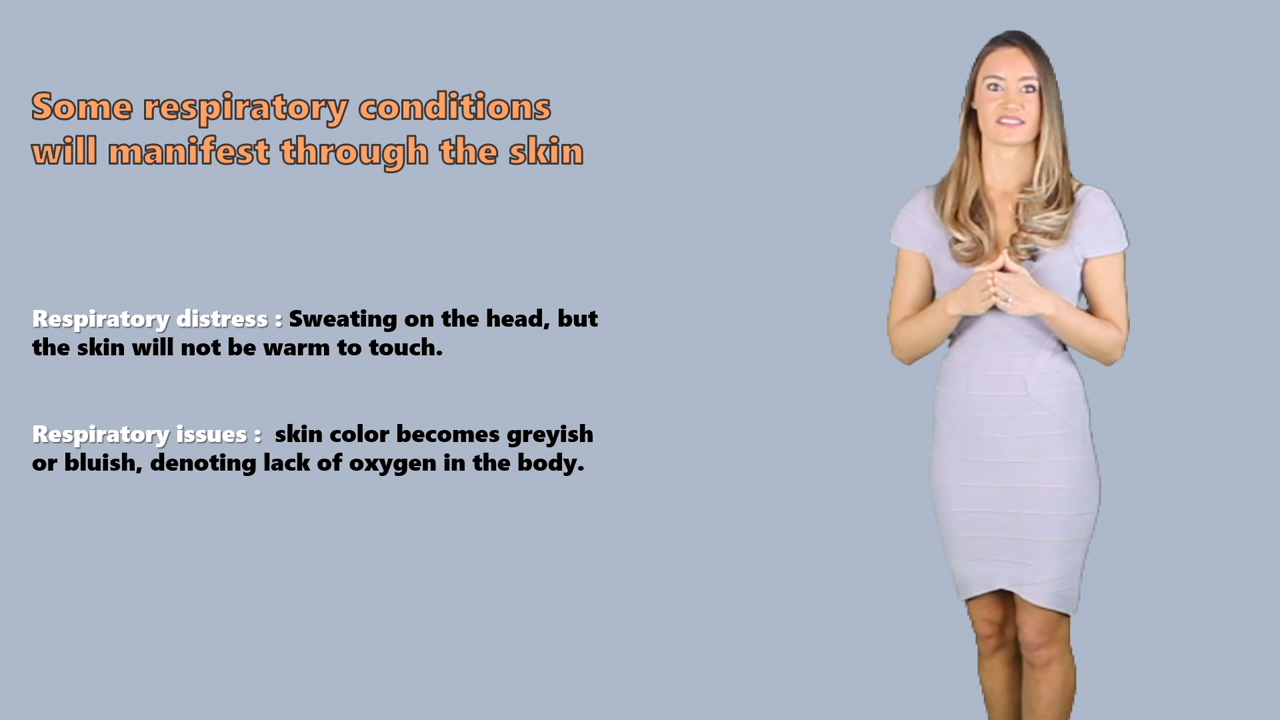 Some respiratory conditions
will manifest through the skin
Respiratory distress : Sweating on the head, but
the skin will not be warm to touch.
Respiratory issues :  skin color becomes greyish
or bluish, denoting lack of oxygen in the body.